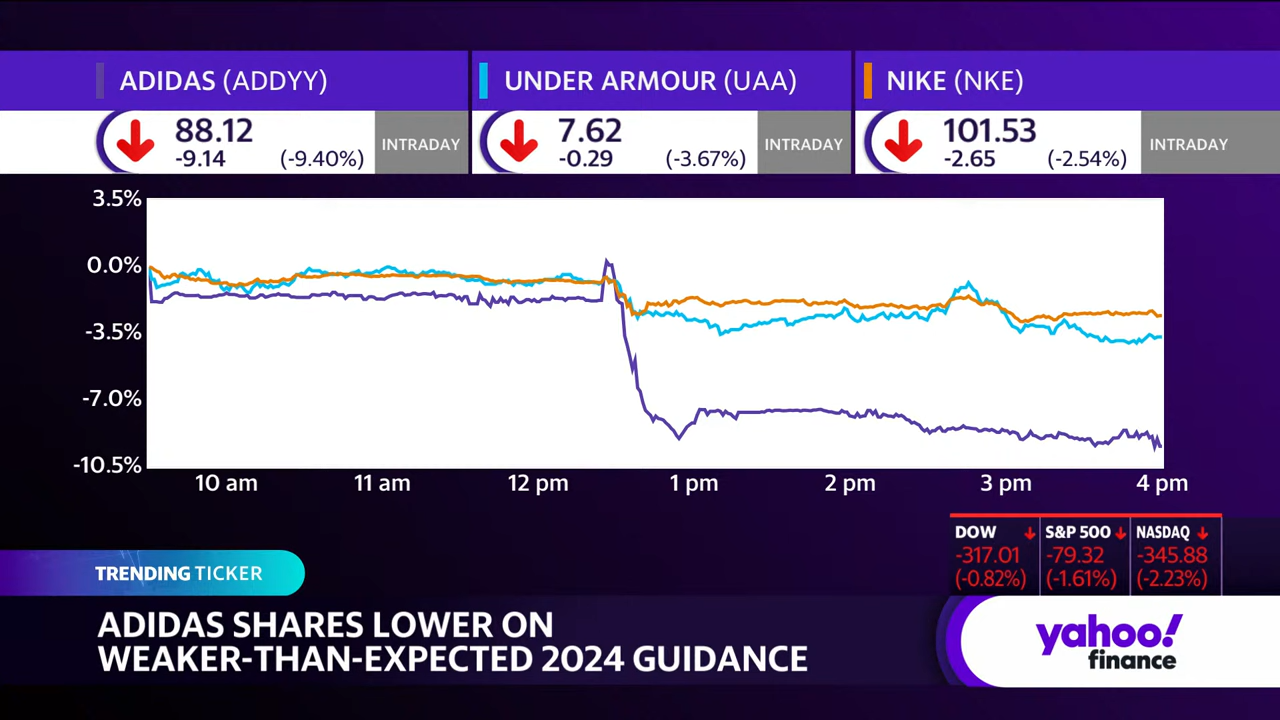 ADIDAS (ADDYY)
88.12
-9.14 (-9.40%)
INTRADAY
UNDER ARMOUR (UAA)
7.62
-0.29 (-3.67%)
INTRADAY
NIKE (NKE)
101.53
-2.65 (-2.54%)
INTRADAY
3.5%
0.0%
-3.5%
-7.0%
-10.5%
10 am 11 am 12 pm 1 pm 2 pm 3 pm 4 pm
DOW
-317.01
(-0.82%)
S&P 500
-79.32
(-1.61%)
NASDAQ
-345.88
(-2.23%)
TRENDING TICKER
ADIDAS SHARES LOWER ON
WEAKER-THAN-EXPECTED 2024 GUIDANCE
yahoo!
finance